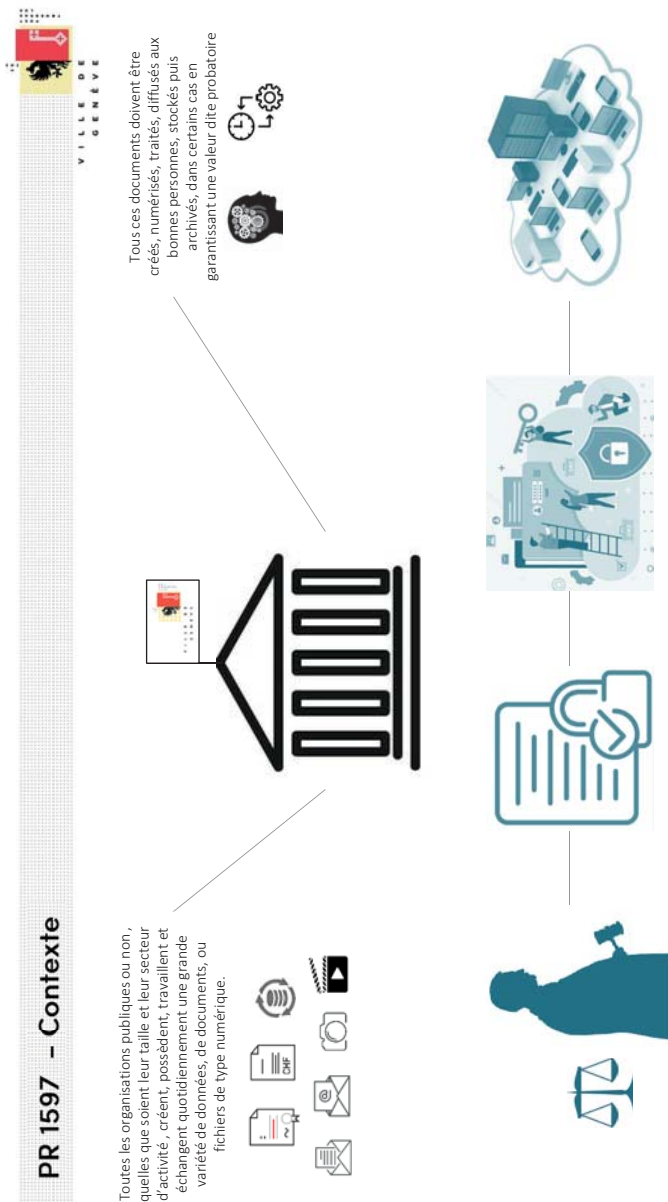 PR 1597 – Contexte
VILLE DE
GENÈVE
Toutes les organisations publiques ou non ,
quelles que soient leur taille et leur secteur
d'activité , créent, possèdent, travaillent et
échangent quotidiennement une grande
variété de données, de documents, ou
fichiers de type numérique.
CHF
@
Tous ces documents doivent être
créés, numérisés, traités, diffusés aux
bonnes personnes, stockés puis
archivés, dans certains cas en
garantissant une valeur dite probatoire